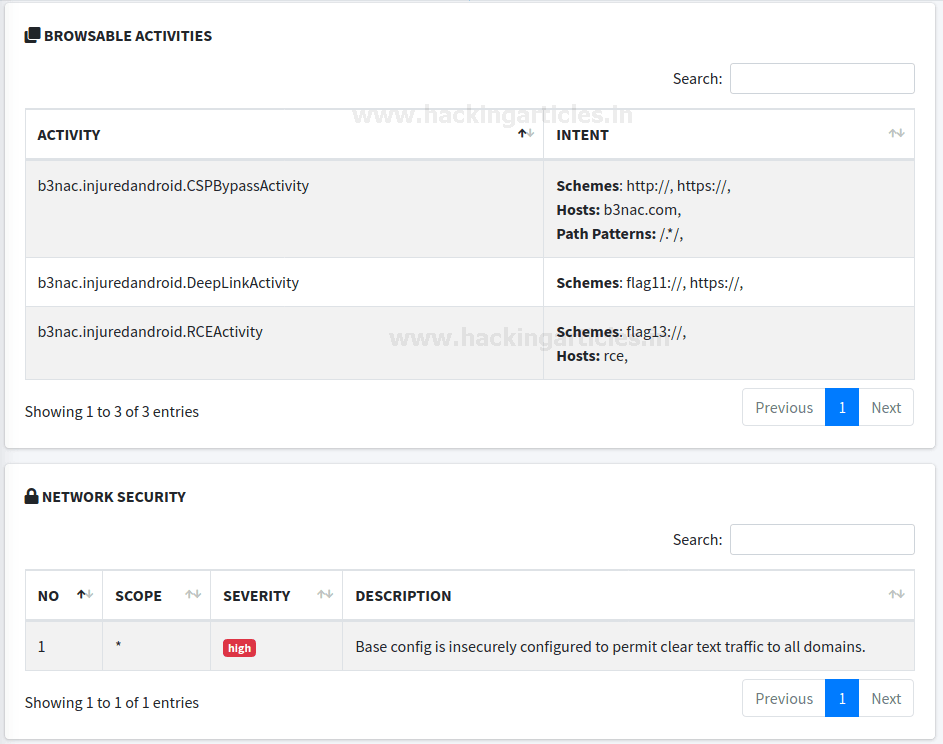 BROWSABLE ACTIVITIES
Search:
www.hackingarticles.in
ACTIVITY INTENT
b3nac.injuredandroid.CSPBypassActivity Schemes: http://, https://,
Hosts: b3nac.com,
Path Patterns: /.*/,
b3nac.injuredandroid.DeepLinkActivity Schemes: flag11://, https://,
b3nac.injuredandroid.RCEActivity Schemes: flag13://,
www.hackingarticles.in
Hosts: rce,
Showing 1 to 3 of 3 entries Previous 1 Next
NETWORK SECURITY
Search:
NO SCOPE SEVERITY DESCRIPTION
1 * high Base config is insecurely configured to permit clear text traffic to all domains.
Showing 1 to 1 of 1 entries Previous 1 Next